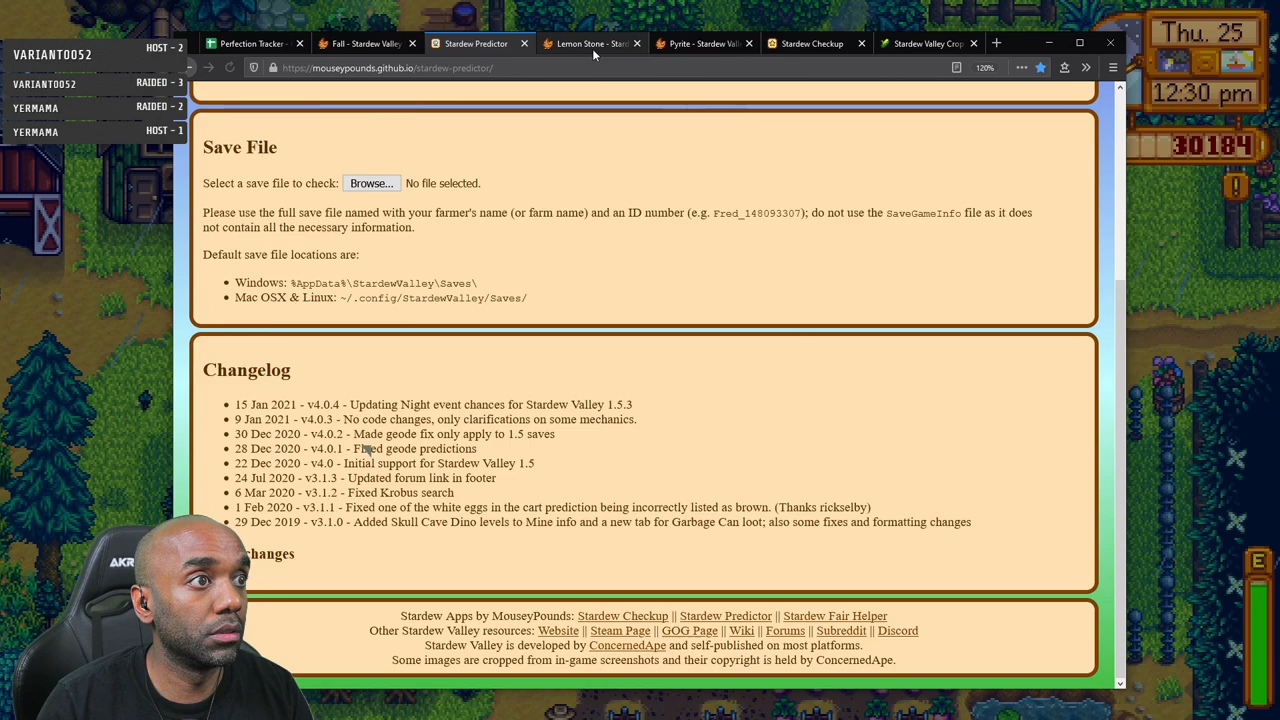 VARIANT0052 HOST - 2
VARIANT0052 RAIDED - 3
YERMAMA RAIDED - 2
YERMAMA HOST - 1
Perfection Tracker - Fall - Stardew Valley Stardew Predictor Lemon Stone - Stard Pyrite - Stardew Vall Stardew Checkup Stardew Valley Crop
https://mouseypounds.github.io/stardew-predictor/ 120%
Thu. 25
12:30 pm
30184
Save File
Select a save file to check: Browse... No file selected.
Please use the full save file named with your farmer's name (or farm name) and an ID number (e.g. Fred_148093307); do not use the SaveGameInfo file as it does
not contain all the necessary information.
Default save file locations are:
Windows: %AppData%\StardewValley\Saves\
Mac OSX & Linux: ~/.config/StardewValley/Saves/
Changelog
15 Jan 2021 - v4.0.4 - Updating Night event chances for Stardew Valley 1.5.3
9 Jan 2021 - v4.0.3 - No code changes, only clarifications on some mechanics.
30 Dec 2020 - v4.0.2 - Made geode fix only apply to 1.5 saves
28 Dec 2020 - v4.0.1 - Fixed geode predictions
22 Dec 2020 - v4.0 - Initial support for Stardew Valley 1.5
24 Jul 2020 - v3.1.3 - Updated forum link in footer
6 Mar 2020 - v3.1.2 - Fixed Krobus search
1 Feb 2020 - v3.1.1 - Fixed one of the white eggs in the cart prediction being incorrectly listed as brown. (Thanks rickselby)
29 Dec 2019 - v3.1.0 - Added Skull Cave Dino levels to Mine info and a new tab for Garbage Can loot; also some fixes and formatting changes
changes
Stardew Apps by MouseyPounds: Stardew Checkup || Stardew Predictor || Stardew Fair Helper
Other Stardew Valley resources: Website || Steam Page || GOG Page || Wiki || Forums || Subreddit || Discord
Stardew Valley is developed by ConcernedApe and self-published on most platforms.
Some images are cropped from in-game screenshots and their copyright is held by ConcernedApe.
AKR
E